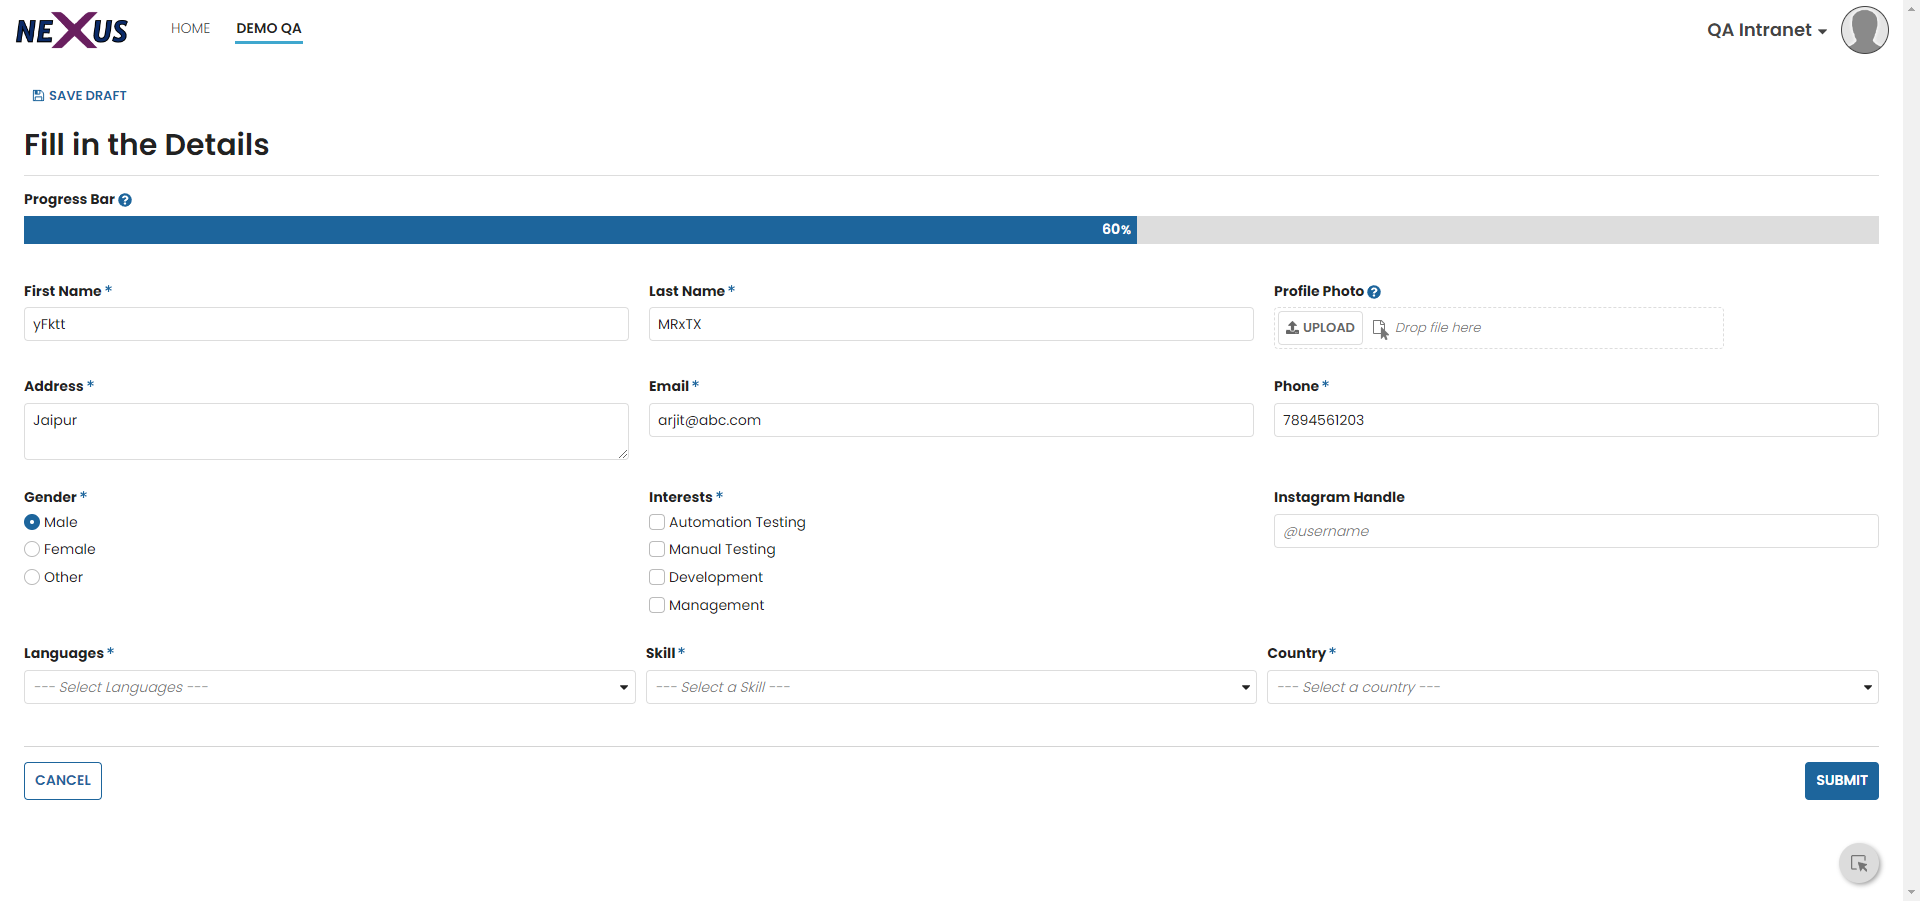 NEXUS HOME DEMO QA QA Intranet
SAVE DRAFT
Fill in the Details
Progress Bar ?
60%
First Name * Last Name * Profile Photo ?
yFktt MRxTX UPLOAD Drop file here
Address * Email * Phone *
Jaipur arjit@abc.com 7894561203
Gender * Interests * Instagram Handle
Male Automation Testing @username
Female Manual Testing
Other Development
Management
Languages * Skill * Country *
--- Select Languages --- --- Select a Skill --- --- Select a country ---
CANCEL SUBMIT